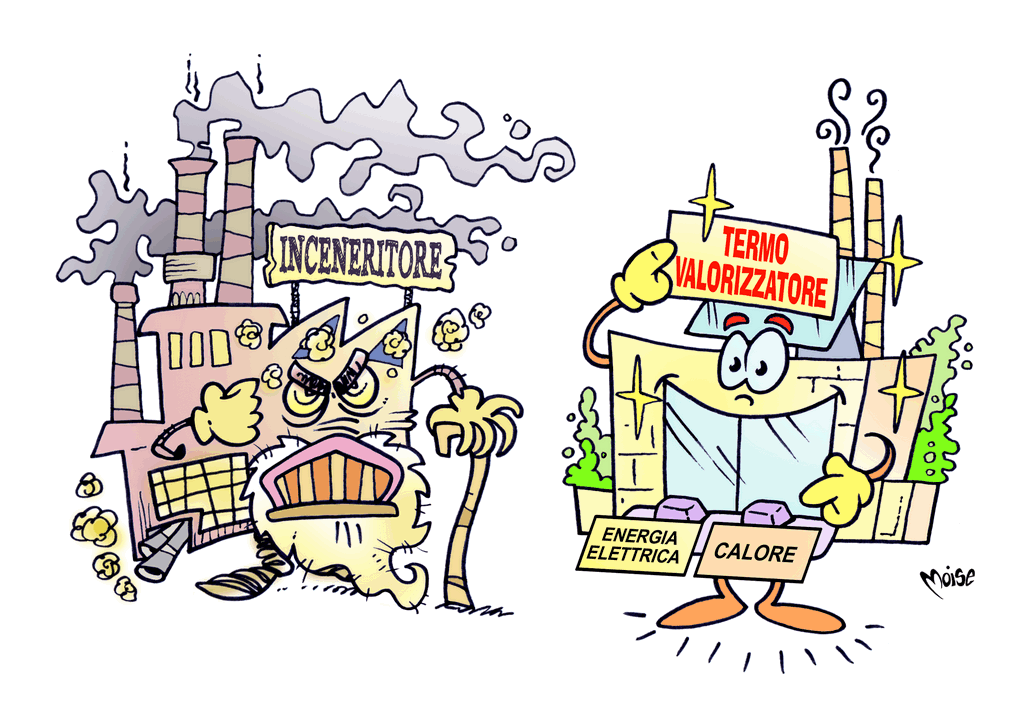 INCENERITORE
TERMO
VALORIZZATORE
ENERGIA
ELETTRICA
CALORE
Moise